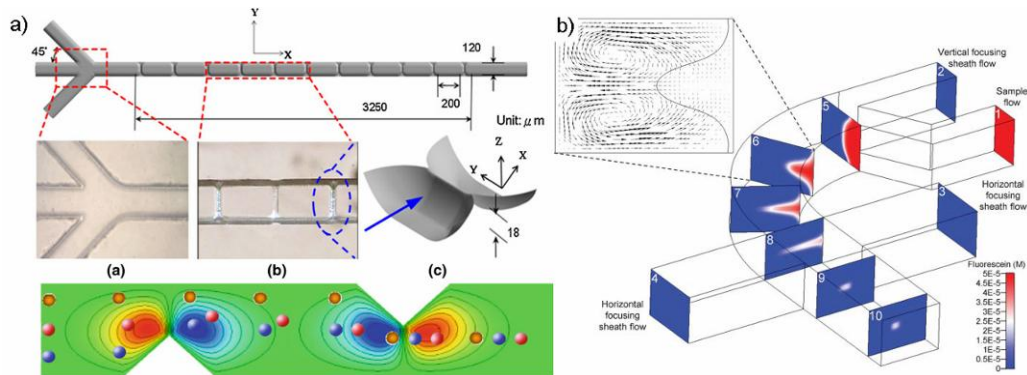 a)
45°
Y
X
120
200
3250
Unit: μm
Z
Y
X
18
(a)
(b)
(c)
b)
Vertical focusing
sheath flow
2
Sample
flow
1
5
6
Horizontal
focusing
sheath flow
3
7
8
4
9
10
Horizontal
focusing
sheath flow
Fluorescein (M)
5E-5
4.5E-5
4E-5
3.5E-5
3E-5
2.5E-5
2E-5
1.5E-5
1E-5
0.5E-5
0